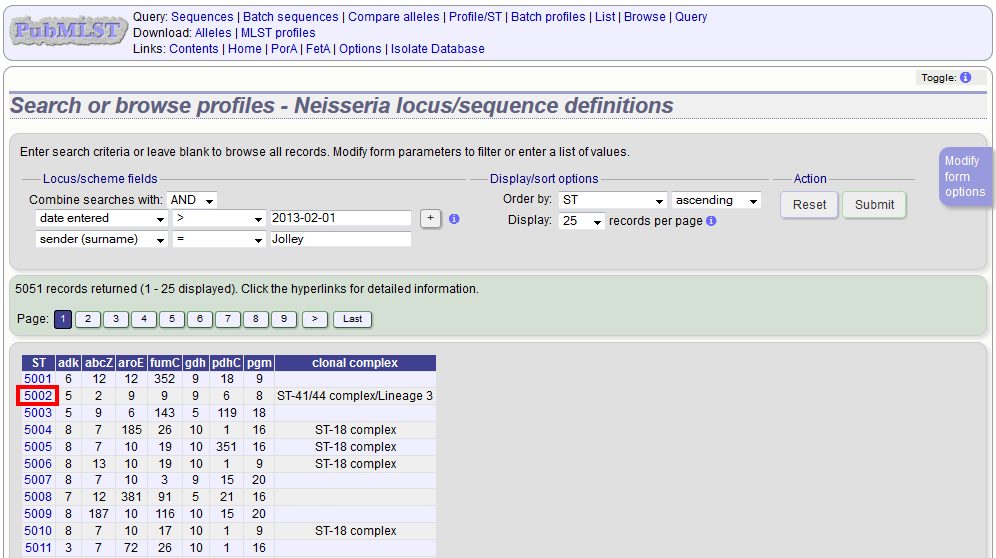 PubMLST
Query: Sequences | Batch sequences | Compare alleles | Profile/ST | Batch profiles | List | Browse | Query
Download: Alleles | MLST profiles
Links: Contents | Home | PorA | FetA | Options | Isolate Database
Toggle: i
Search or browse profiles - Neisseria locus/sequence definitions
Enter search criteria or leave blank to browse all records. Modify form parameters to filter or enter a list of values.
Modify form options
Locus/scheme fields
Combine searches with: AND
date entered > 2013-02-01 + i
sender (surname) = Jolley
Display/sort options
Order by: ST ascending
Display: 25 records per page i
Action
Reset Submit
5051 records returned (1 - 25 displayed). Click the hyperlinks for detailed information.
Page: 1 2 3 4 5 6 7 8 9 > Last
ST adk abcZ aroE fumC gdh pdhC pgm clonal complex
5001 6 12 12 352 9 18 9
5002 5 2 9 9 9 6 8 ST-41/44 complex/Lineage 3
5003 5 9 6 143 5 119 18
5004 8 7 185 26 10 1 16 ST-18 complex
5005 8 7 10 19 10 351 16 ST-18 complex
5006 8 13 10 19 10 1 9 ST-18 complex
5007 8 7 10 3 9 15 20
5008 7 12 381 91 5 21 16
5009 8 187 10 116 10 15 20
5010 8 7 10 17 10 1 9 ST-18 complex
5011 3 7 72 26 10 1 16